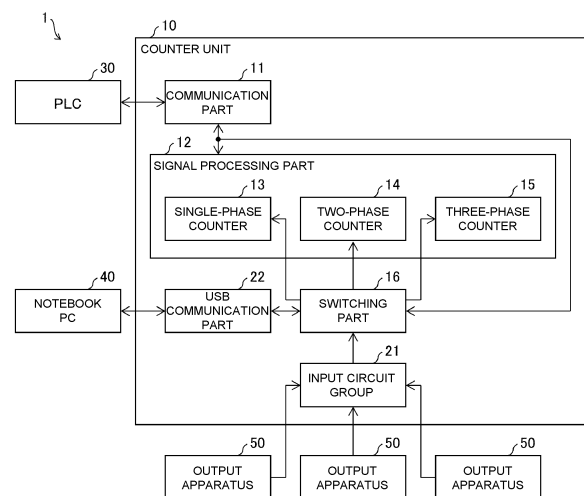 1
10
COUNTER UNIT
30
PLC
11
COMMUNICATION
PART
12
SIGNAL PROCESSING PART
13
SINGLE-PHASE
COUNTER
14
TWO-PHASE
COUNTER
15
THREE-PHASE
COUNTER
40
NOTEBOOK
PC
22
USB
COMMUNICATION
PART
16
SWITCHING
PART
21
INPUT CIRCUIT
GROUP
50
OUTPUT
APPARATUS
50
OUTPUT
APPARATUS
50
OUTPUT
APPARATUS